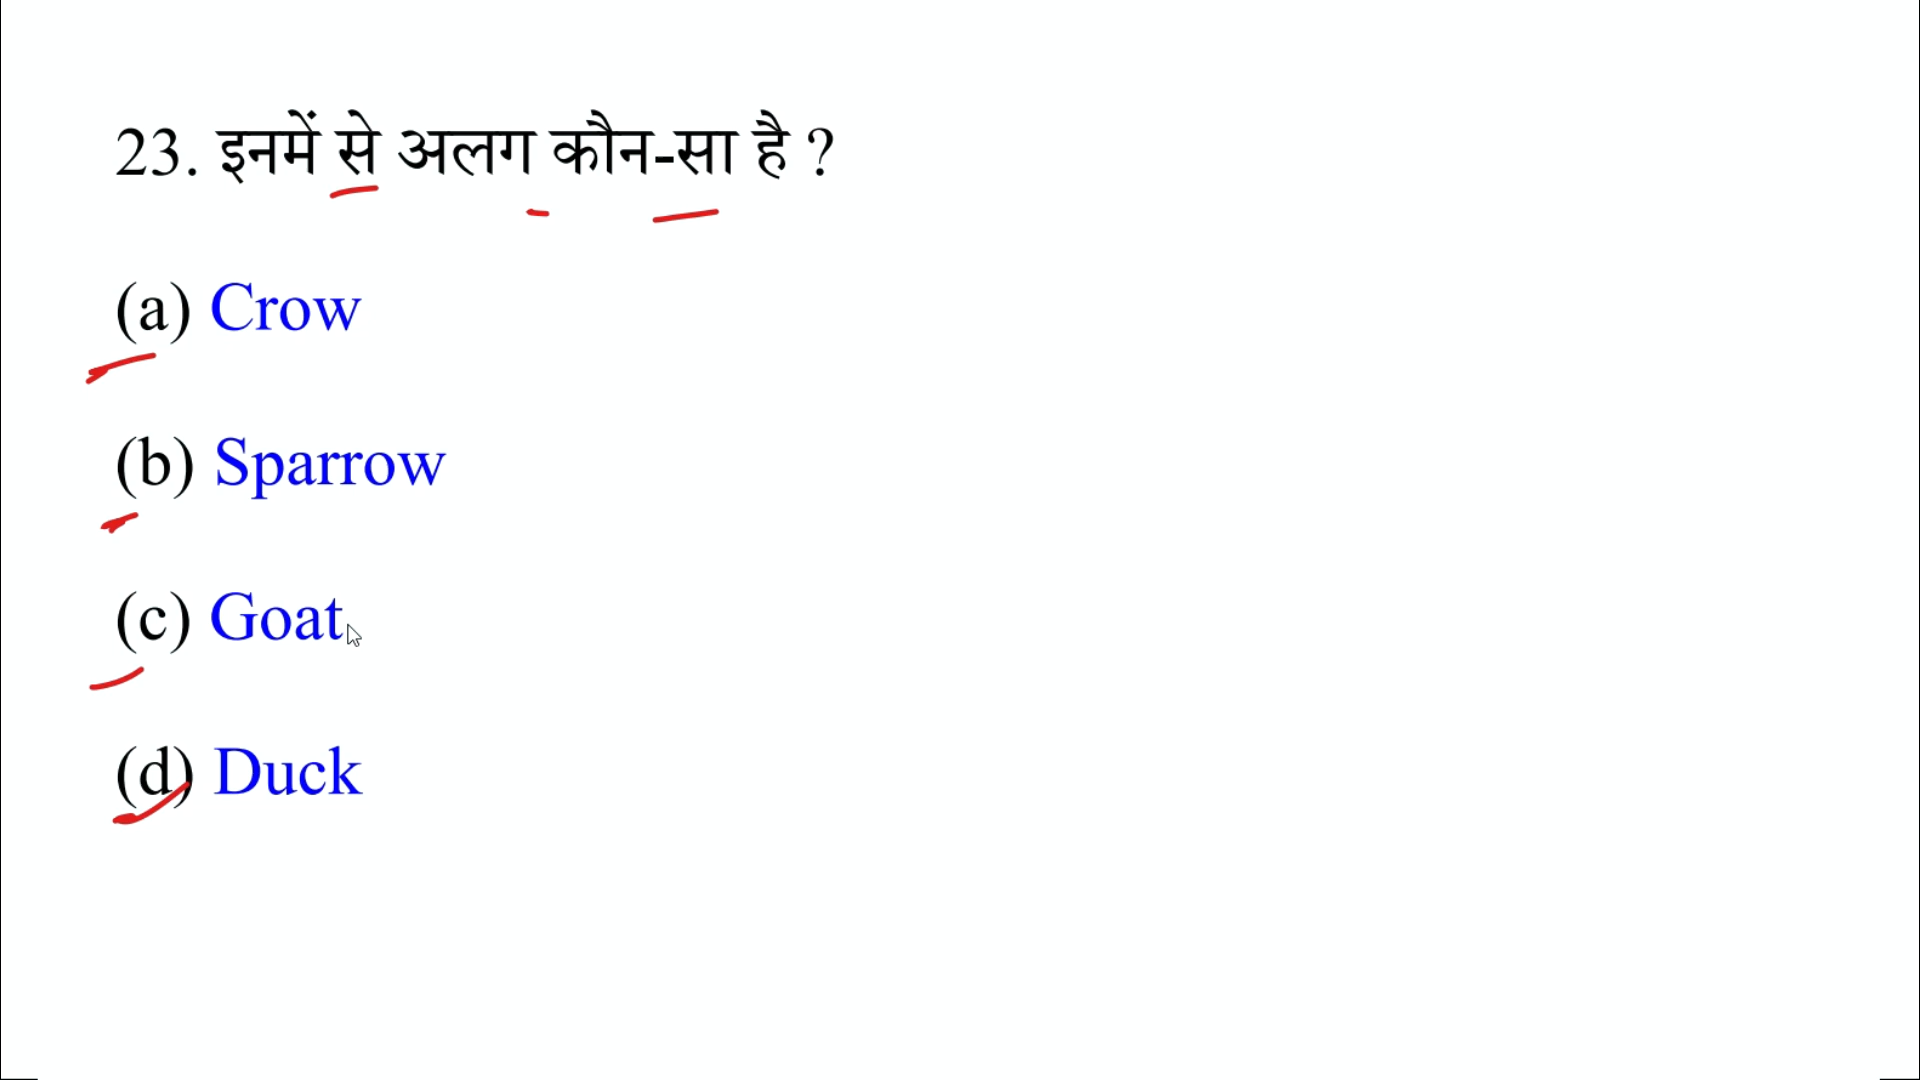 23. इनमें से अलग कौन-सा है ?
(a) Crow
(b) Sparrow
(c) Goat
(d) Duck